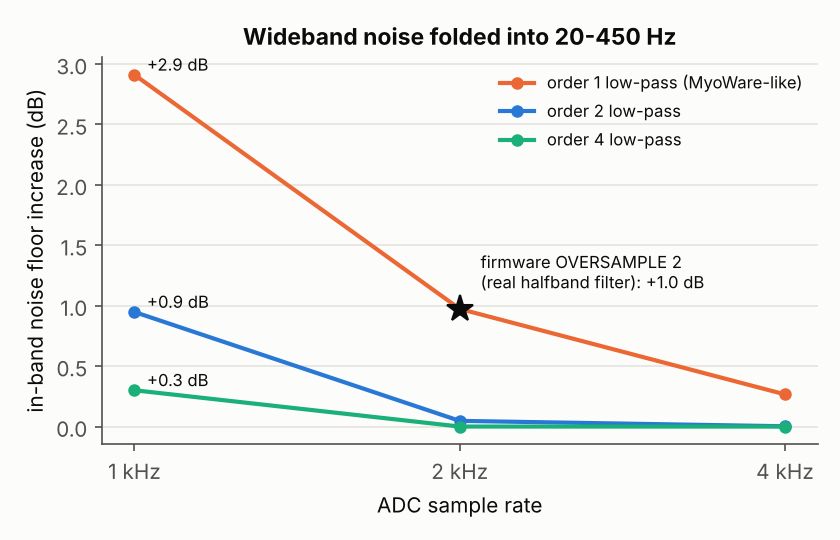 Wideband noise folded into 20-450 Hz
in-band noise floor increase (dB)
3.0
2.5
2.0
1.5
1.0
0.5
0.0
+2.9 dB
+0.9 dB
+0.3 dB
order 1 low-pass (MyoWare-like)
order 2 low-pass
order 4 low-pass
firmware OVERSAMPLE 2
(real halfband filter): +1.0 dB
1 kHz
2 kHz
4 kHz
ADC sample rate